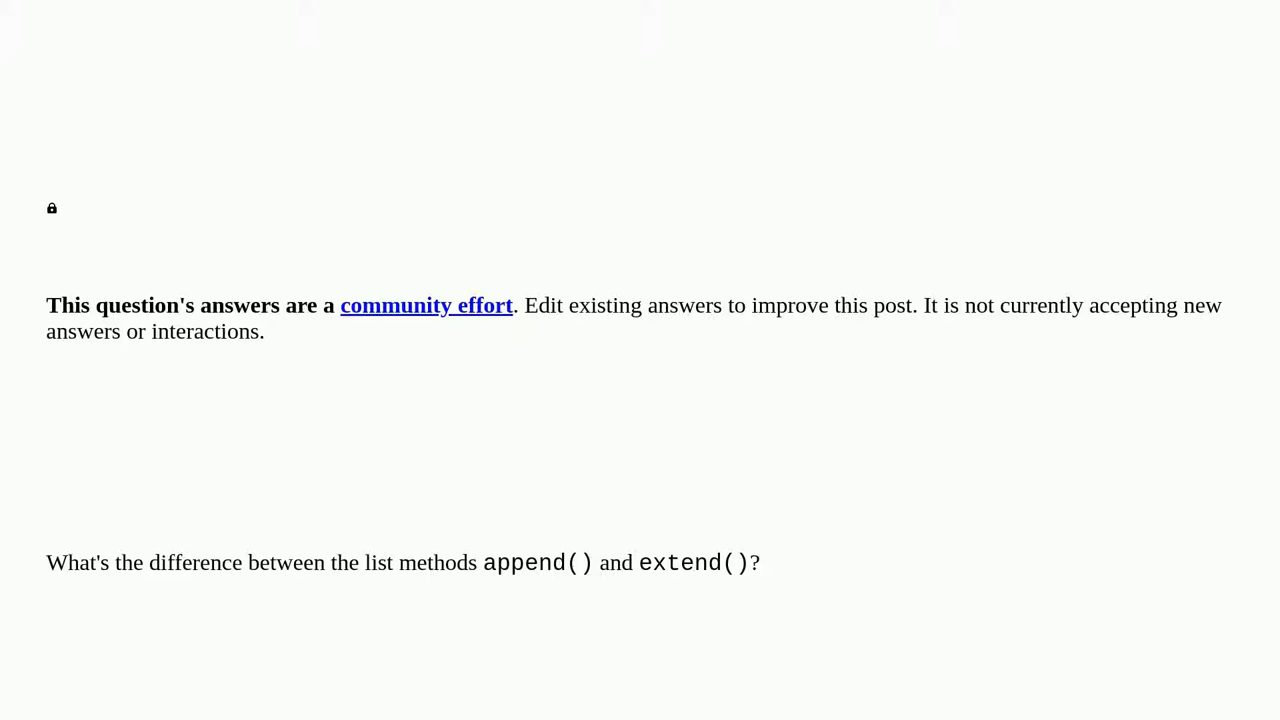 This question's answers are a community effort. Edit existing answers to improve this post. It is not currently accepting new
answers or interactions.
What's the difference between the list methods append() and extend()?